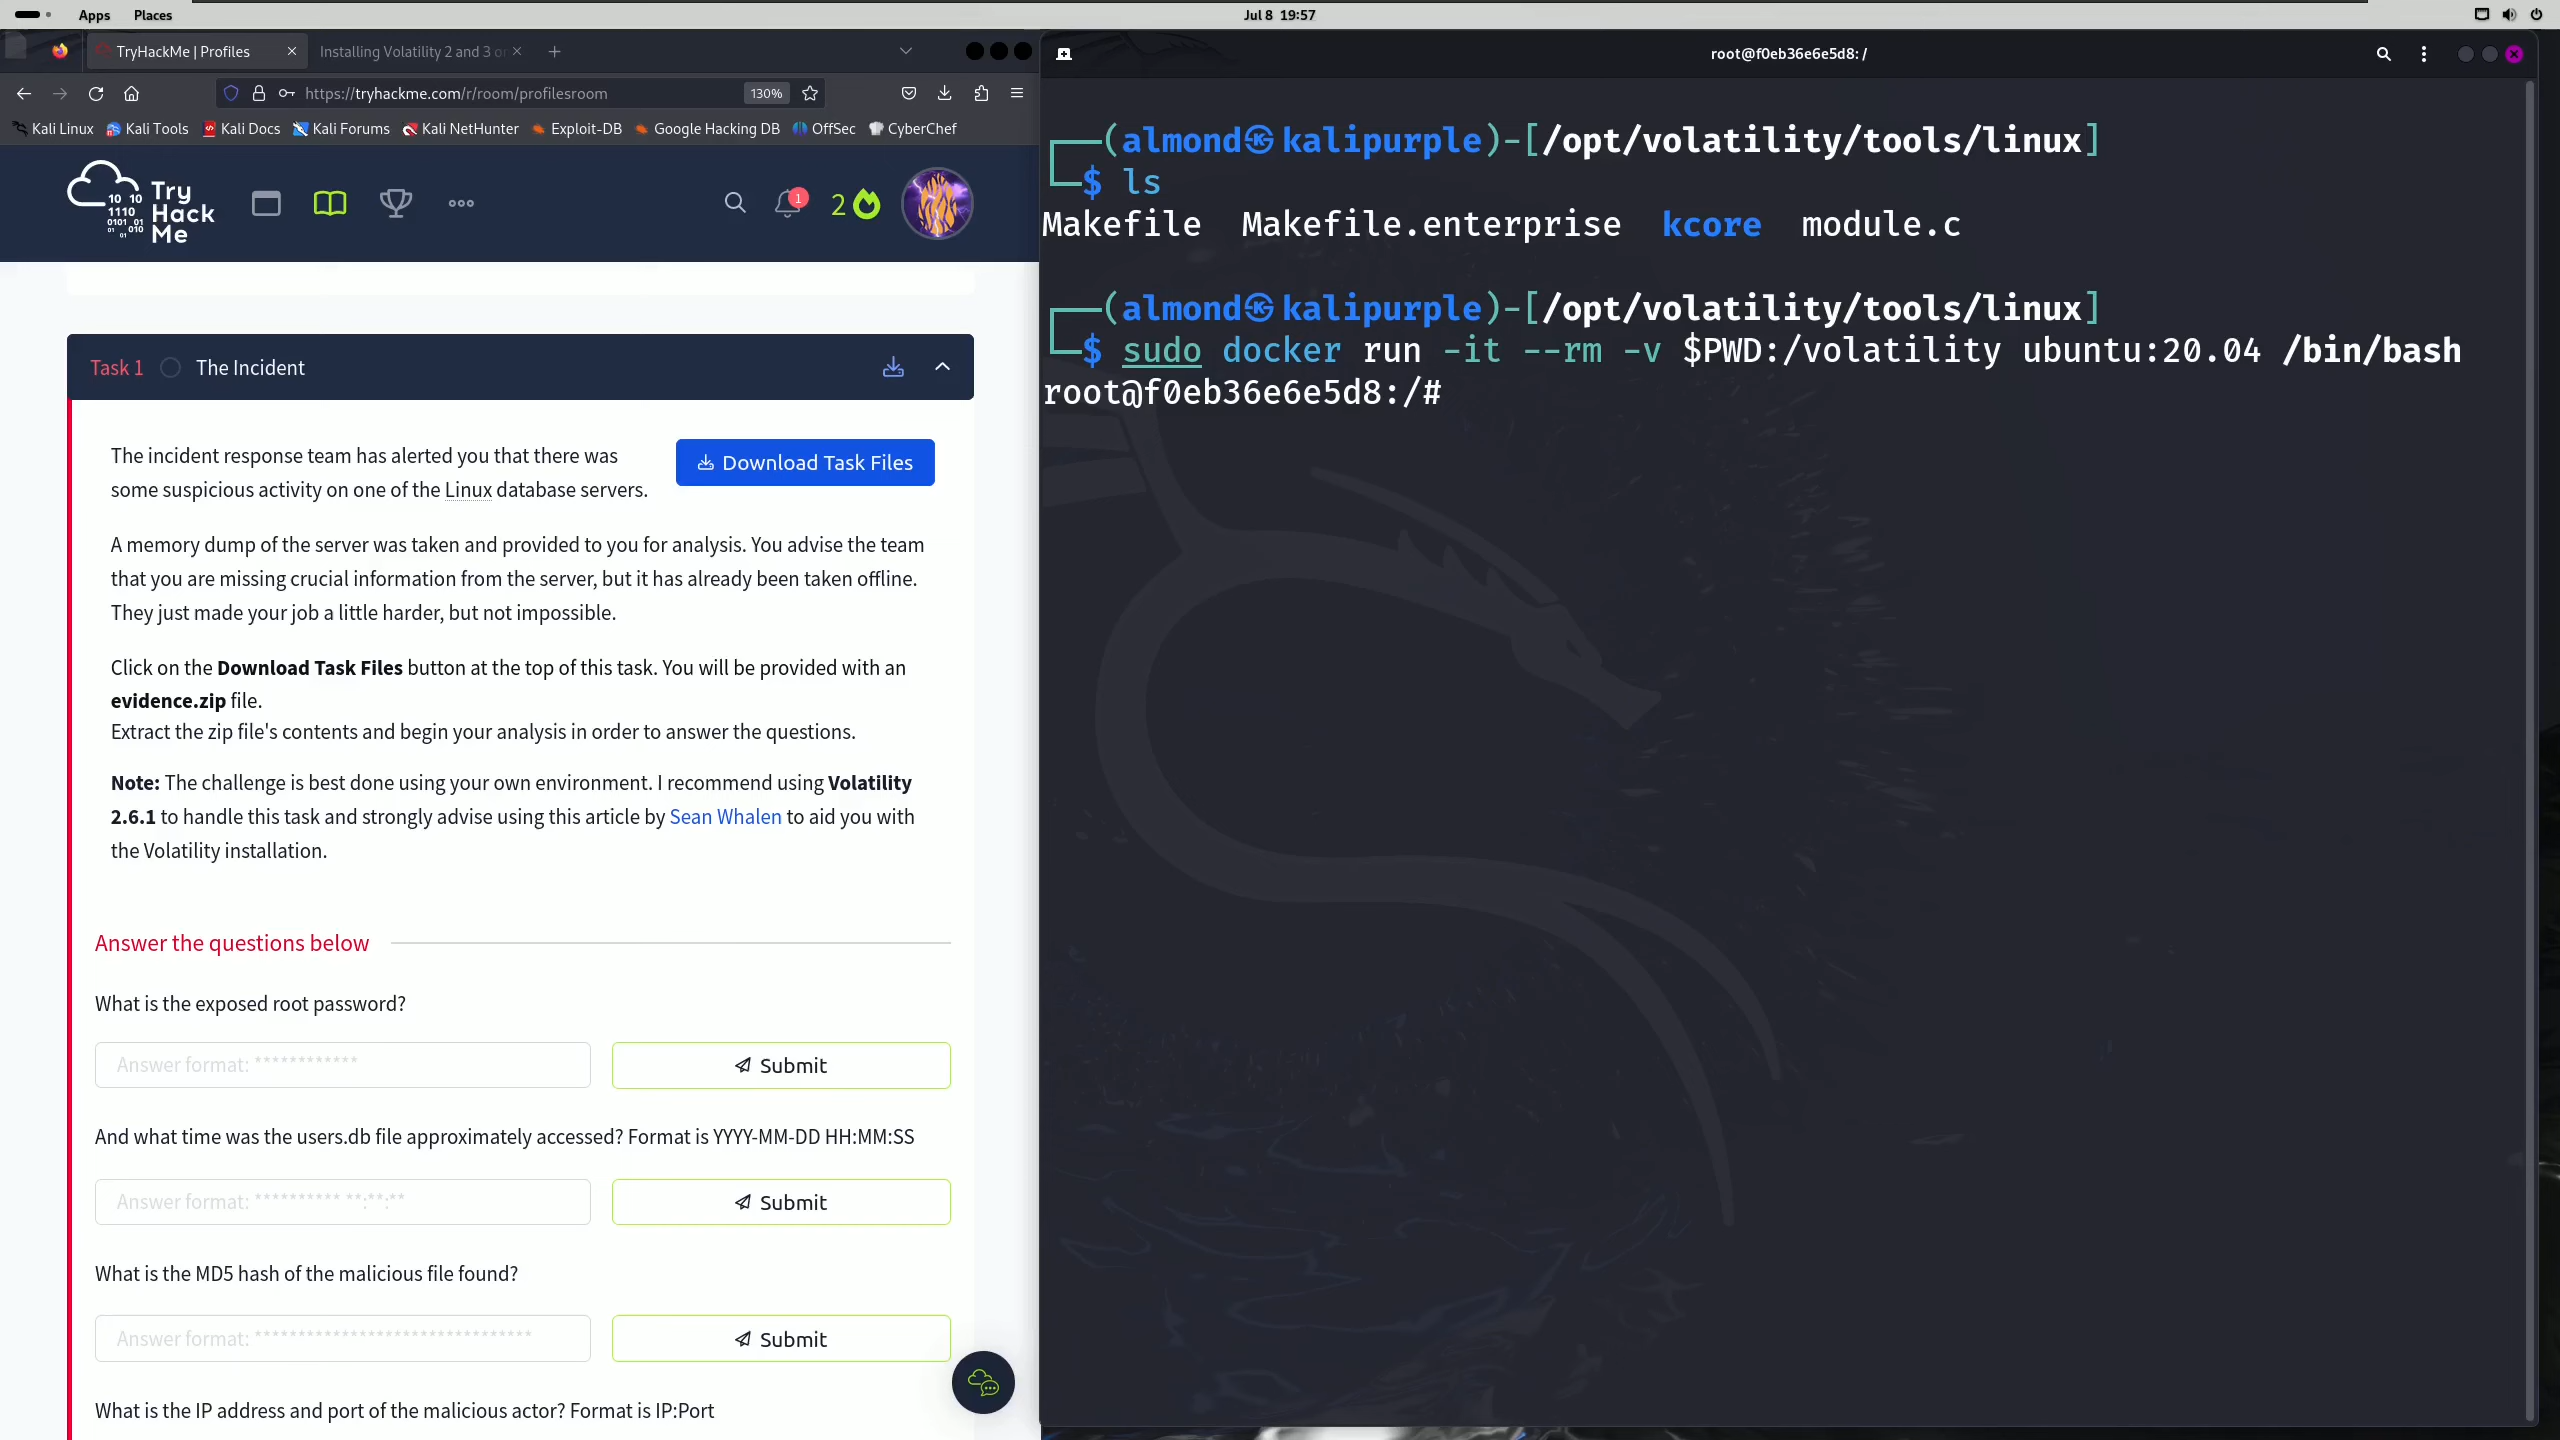 Apps Places
Jul 8 19:57
TryHackMe | Profiles
Installing Volatility 2 and 3 o
https://tryhackme.com/r/room/profilesroom
130%
Kali Linux Kali Tools Kali Docs Kali Forums Kali NetHunter Exploit-DB Google Hacking DB OffSec CyberChef
Try Hack Me
10 10
1110
0101 01
010
01
1
2
Task 1 The Incident
The incident response team has alerted you that there was
some suspicious activity on one of the Linux database servers.
Download Task Files
A memory dump of the server was taken and provided to you for analysis. You advise the team
that you are missing crucial information from the server, but it has already been taken offline.
They just made your job a little harder, but not impossible.
Click on the Download Task Files button at the top of this task. You will be provided with an
evidence.zip file.
Extract the zip file's contents and begin your analysis in order to answer the questions.
Note: The challenge is best done using your own environment. I recommend using Volatility
2.6.1 to handle this task and strongly advise using this article by Sean Whalen to aid you with
the Volatility installation.
Answer the questions below
What is the exposed root password?
Answer format: ************
Submit
And what time was the users.db file approximately accessed? Format is YYYY-MM-DD HH:MM:SS
Answer format: ********** **:**:**
Submit
What is the MD5 hash of the malicious file found?
Answer format: ********************************
Submit
What is the IP address and port of the malicious actor? Format is IP:Port
root@f0eb36e6e5d8: /
┌──(almond㉿kalipurple)-[/opt/volatility/tools/linux]
└─$ ls
Makefile Makefile.enterprise kcore module.c
┌──(almond㉿kalipurple)-[/opt/volatility/tools/linux]
└─$ sudo docker run -it --rm -v $PWD:/volatility ubuntu:20.04 /bin/bash
root@f0eb36e6e5d8:/#